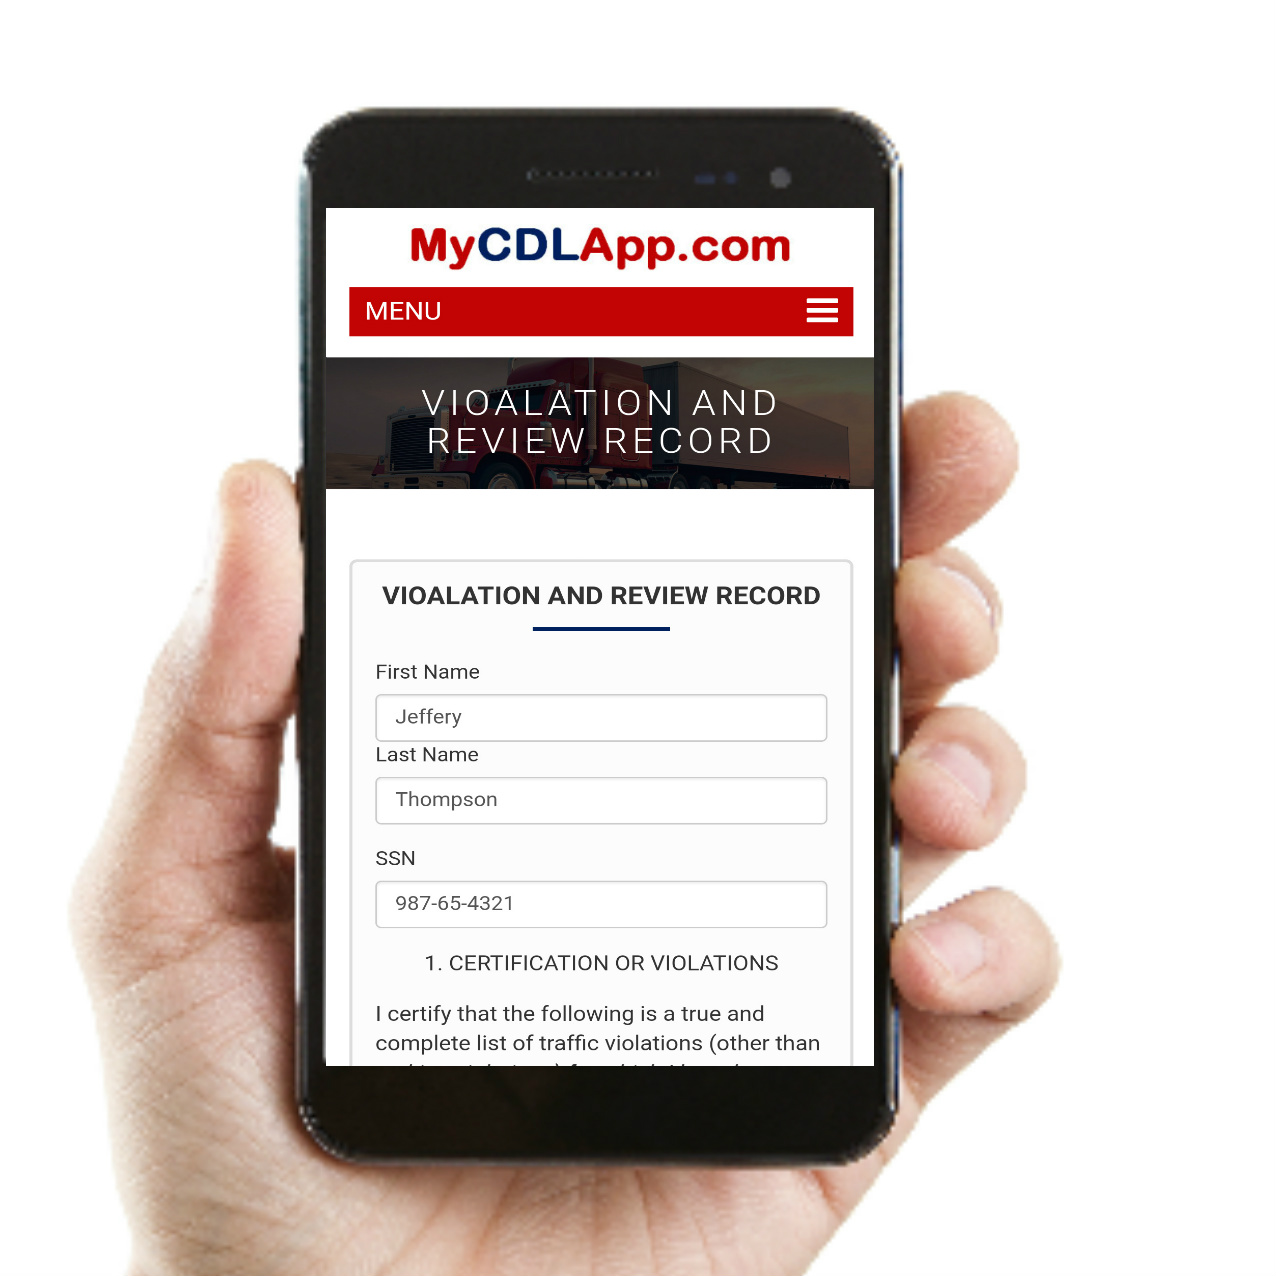 MyCDLApp.com
MENU
VIOALATION AND
REVIEW RECORD
VIOALATION AND REVIEW RECORD
First Name
Jeffery
Last Name
Thompson
SSN
987-65-4321
1. CERTIFICATION OR VIOLATIONS
I certify that the following is a true and
complete list of traffic violations (other than